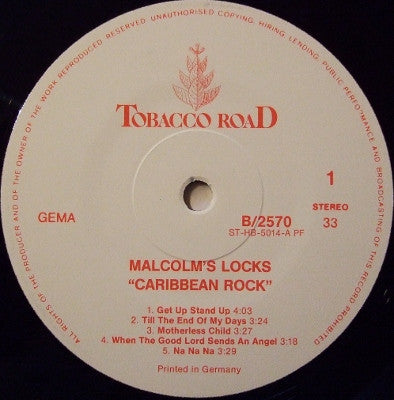 ALL RIGHTS OF THE PRODUCER AND OF THE OWNER OF THE WORK REPRODUCED RESERVED UNAUTHORISED COPYING, HIRING, LENDING, PUBLIC PERFORMANCE AND BROADCASTING OF THIS RECORD PROHIBITED
TOBACCO ROAD
1
GEMA
B/2570
STEREO
ST-HB-5014-A PF
33
MALCOLM'S LOCKS
"CARIBBEAN ROCK"
1. Get Up Stand Up 4:03
2. Till The End Of My Days 3:24
3. Motherless Child 3:27
4. When The Good Lord Sends An Angel 3:18
5. Na Na Na 3:29
Printed in Germany